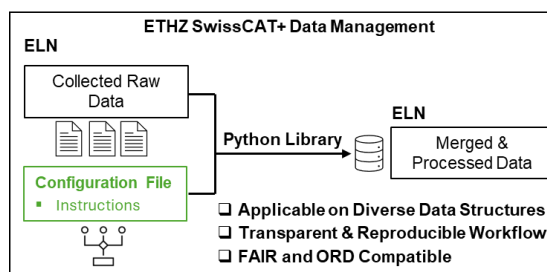 ETHZ SwissCAT+ Data Management
ELN
Collected Raw
Data
Configuration File
▪ Instructions
Python Library
ELN
Merged &
Processed Data
❑ Applicable on Diverse Data Structures
❑ Transparent & Reproducible Workflow
❑ FAIR and ORD Compatible